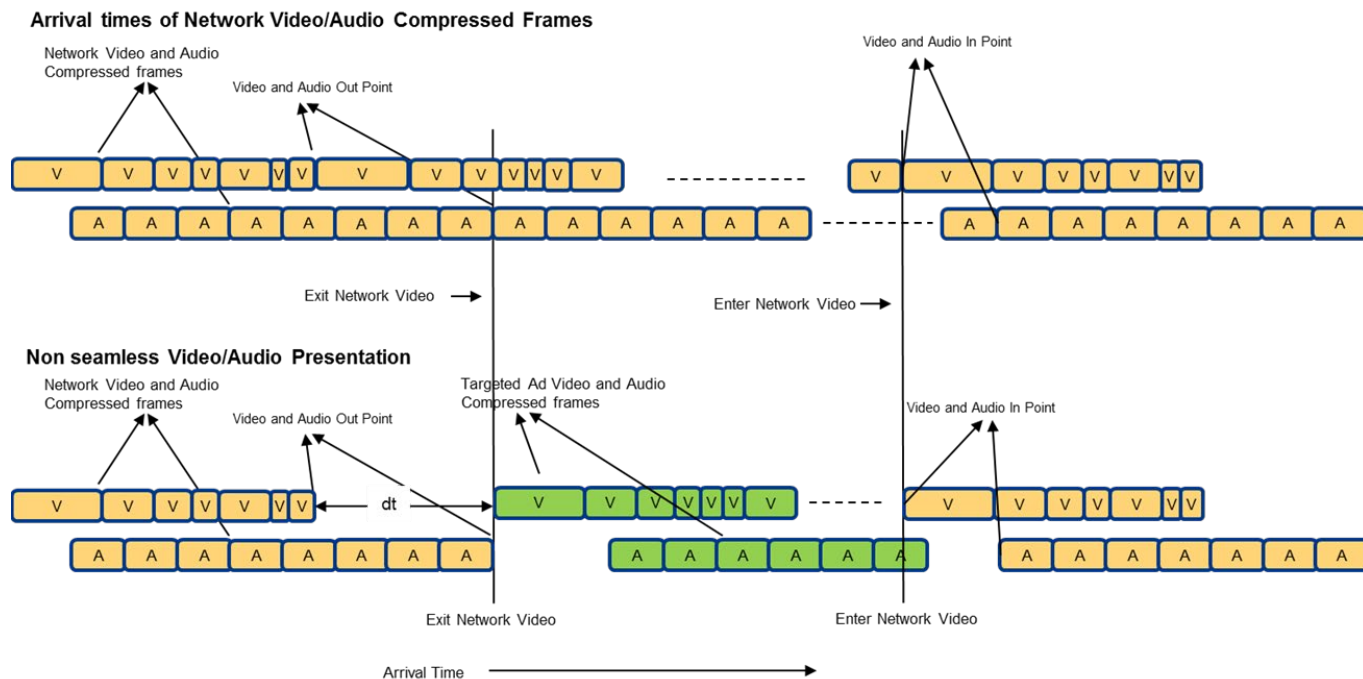 Arrival times of Network Video/Audio Compressed Frames
Network Video and Audio
Compressed frames
Video and Audio Out Point
Video and Audio In Point
V V V V V V V V V V V V V V V V V V V V V V
A A A A A A A A A A A A A A A A A A A A A A
Exit Network Video
Enter Network Video
Non seamless Video/Audio Presentation
Network Video and Audio
Compressed frames
Video and Audio Out Point
Targeted Ad Video and Audio
Compressed frames
Video and Audio In Point
V V V V V V V dt V V V V V V V V V V V V V V
A A A A A A A A A A A A A A A A A A A A A
Exit Network Video
Enter Network Video
Arrival Time